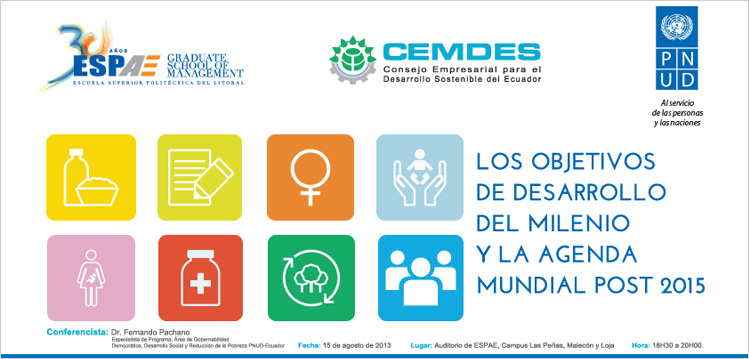 30 AÑOS
ESPAE
GRADUATE
SCHOOL OF
MANAGEMENT
ESCUELA SUPERIOR POLITÉCNICA DEL LITORAL
CEMDES
Consejo Empresarial para el
Desarrollo Sostenible del Ecuador
P N
U D
Al servicio
de las personas
y las naciones
LOS OBJETIVOS
DE DESARROLLO
DEL MILENIO
Y LA AGENDA
MUNDIAL POST 2015
Conferencista: Dr. Fernando Pachano
Especialista de Programa, Área de Gobernabilidad
Democrática, Desarrollo Social y Reducción de la Pobreza PNUD-Ecuador
Fecha: 15 de agosto de 2013
Lugar: Auditorio de ESPAE, Campus Las Peñas, Malecón y Loja
Hora: 18H30 a 20H00.